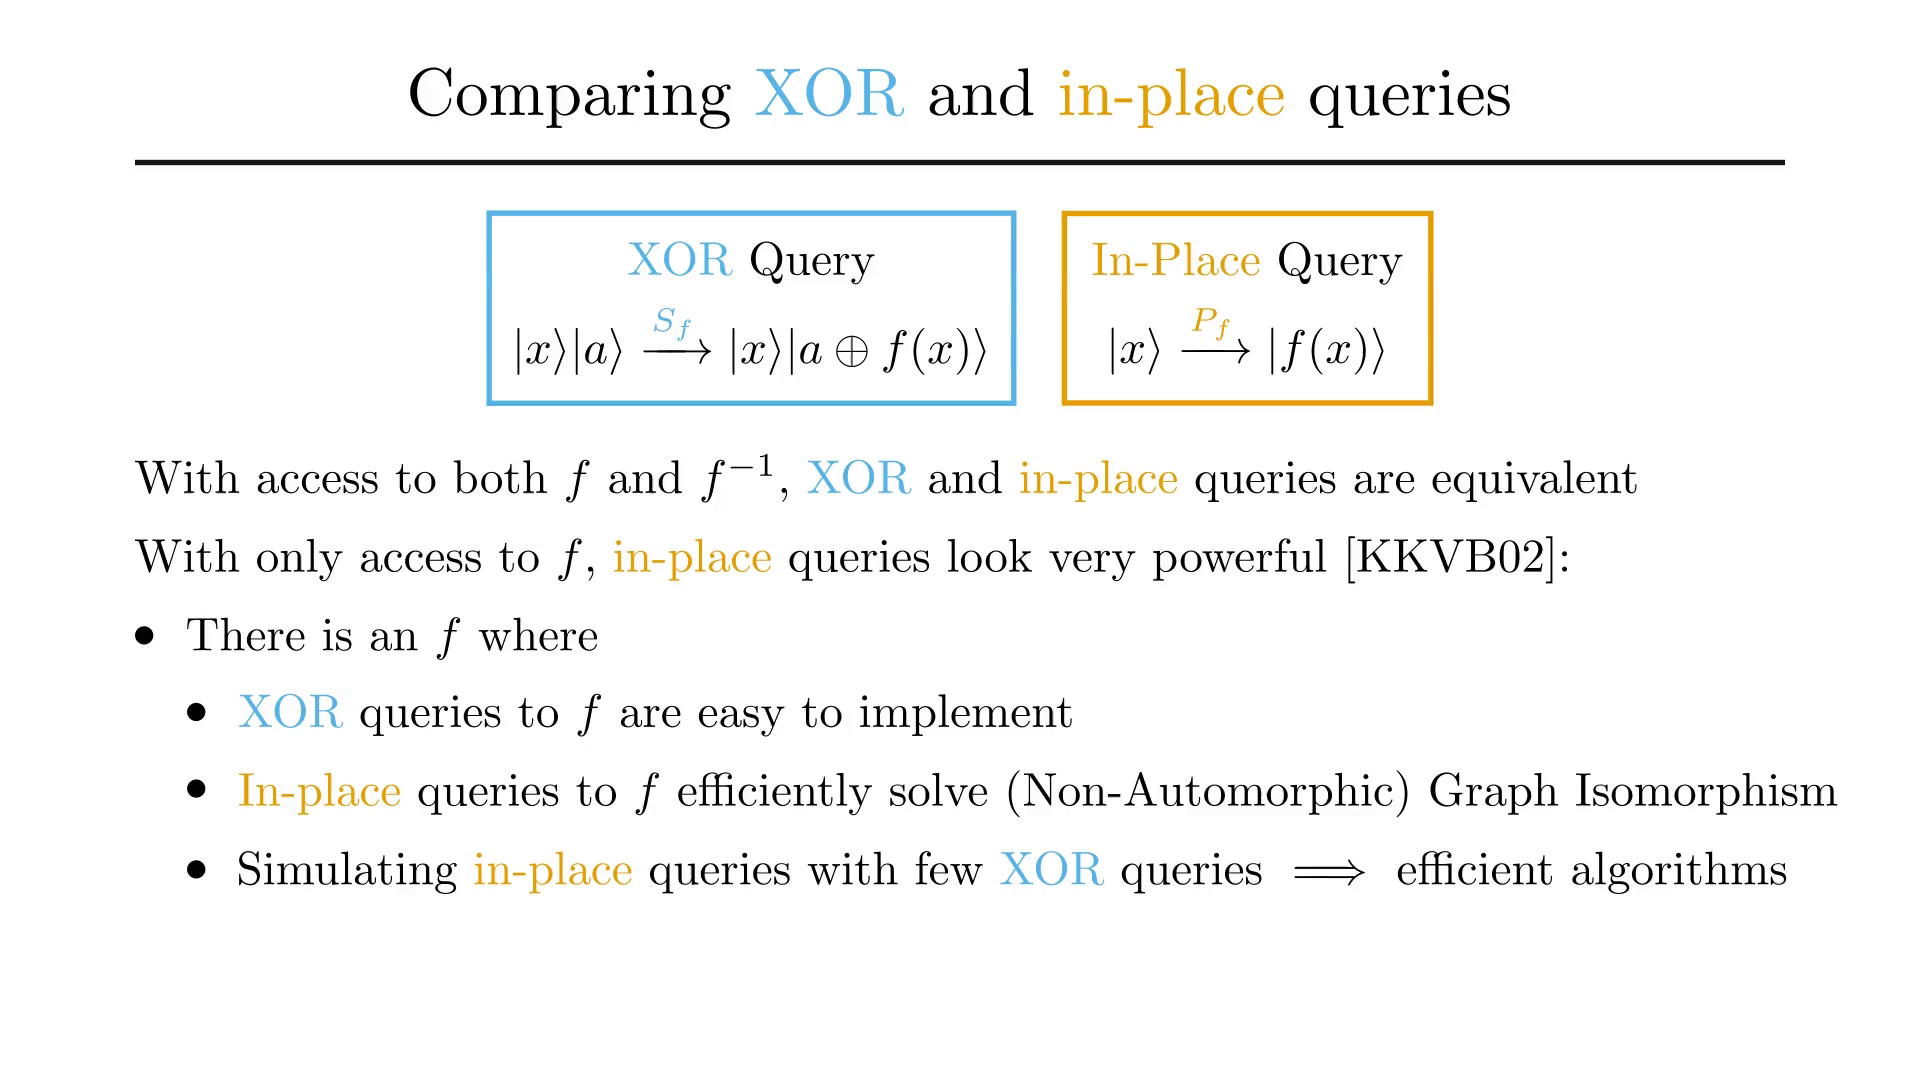 Comparing XOR and in-place queries
XOR Query
|x⟩|a⟩ —S_f→ |x⟩|a ⊕ f(x)⟩
In-Place Query
|x⟩ —P_f→ |f(x)⟩
With access to both f and f⁻¹, XOR and in-place queries are equivalent
With only access to f, in-place queries look very powerful [KKVB02]:
• There is an f where
• XOR queries to f are easy to implement
• In-place queries to f efficiently solve (Non-Automorphic) Graph Isomorphism
• Simulating in-place queries with few XOR queries ⟹ efficient algorithms